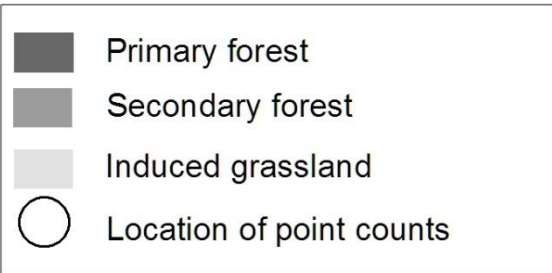 Primary forest
Secondary forest
Induced grassland
Location of point counts